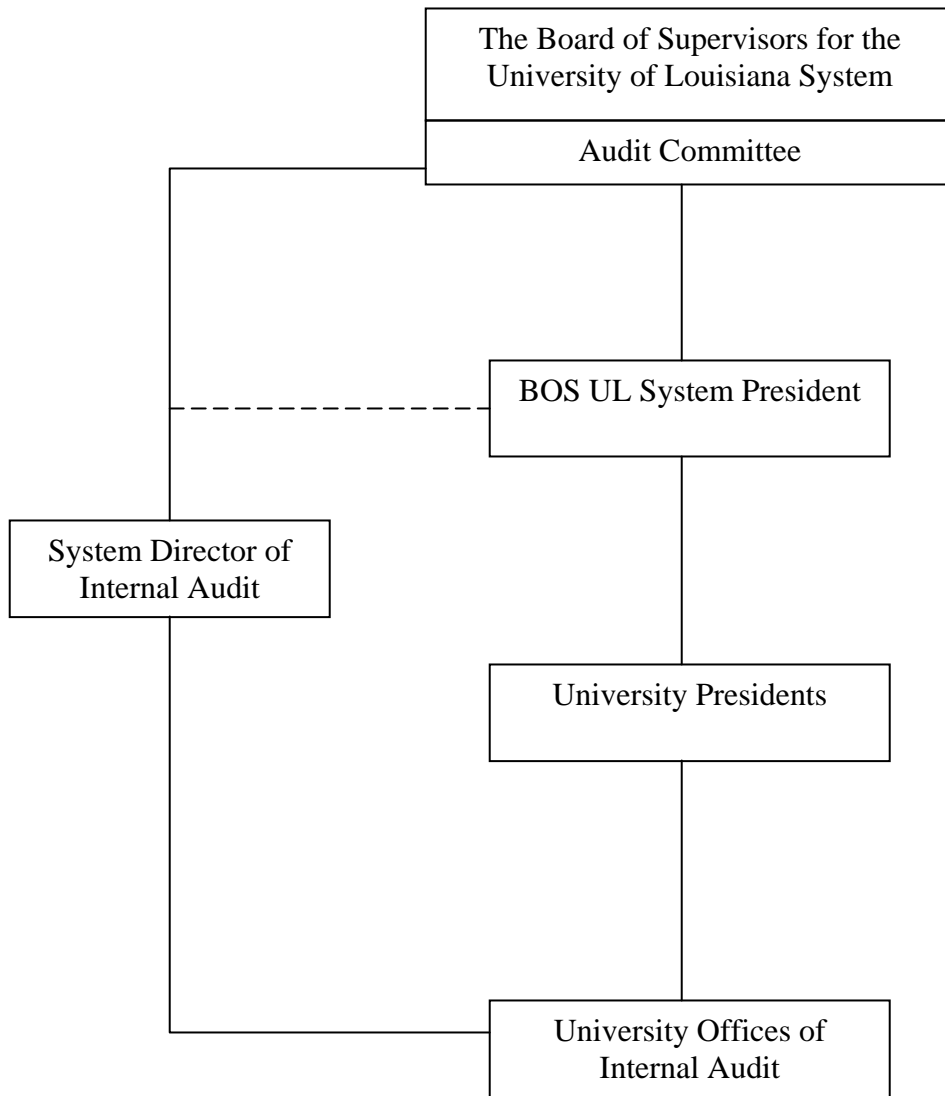 The Board of Supervisors for the
University of Louisiana System
Audit Committee
BOS UL System President
System Director of
Internal Audit
University Presidents
University Offices of
Internal Audit